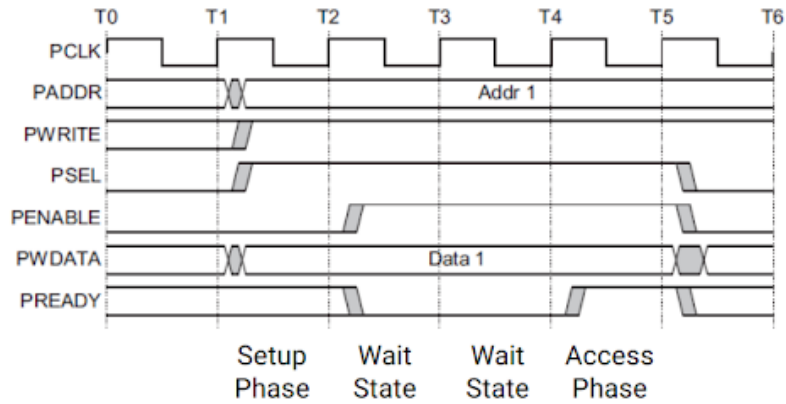 T0 T1 T2 T3 T4 T5 T6
PCLK
PADDR Addr 1
PWRITE
PSEL
PENABLE
PWDATA Data 1
PREADY
Setup Wait Wait Access
Phase State State Phase